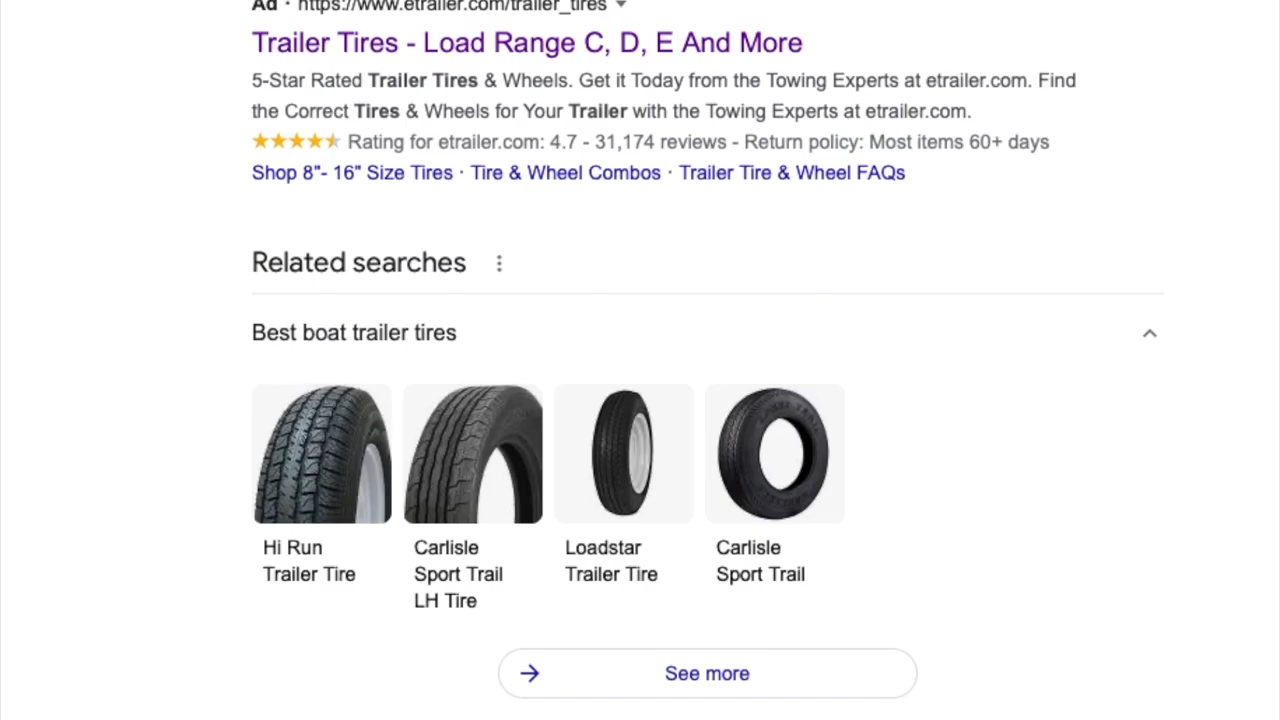 Ad · https://www.etrailer.com/trailer_tires
Trailer Tires - Load Range C, D, E And More
5-Star Rated Trailer Tires & Wheels. Get it Today from the Towing Experts at etrailer.com. Find
the Correct Tires & Wheels for Your Trailer with the Towing Experts at etrailer.com.
Rating for etrailer.com: 4.7 - 31,174 reviews - Return policy: Most items 60+ days
Shop 8"- 16" Size Tires · Tire & Wheel Combos · Trailer Tire & Wheel FAQs
Related searches
Best boat trailer tires
Hi Run
Trailer Tire
Carlisle
Sport Trail
LH Tire
Loadstar
Trailer Tire
Carlisle
Sport Trail
See more